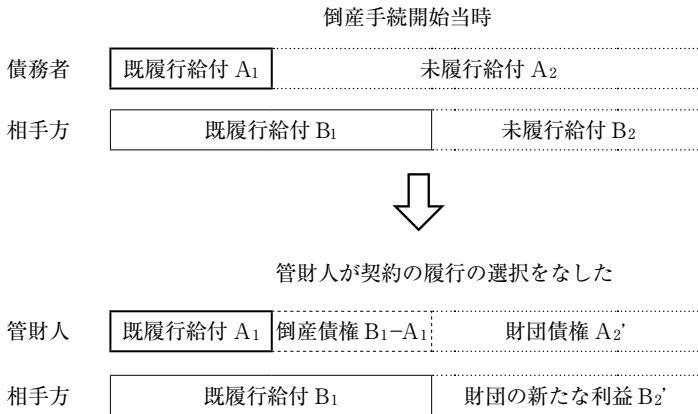 倒産手続開始当時
債務者 既履行給付 A₁ 未履行給付 A₂
相手方 既履行給付 B₁ 未履行給付 B₂
管財人が契約の履行の選択をなした
管財人 既履行給付 A₁ 倒産債権 B₁−A₁ 財団債権 A₂'
相手方 既履行給付 B₁ 財団の新たな利益 B₂'